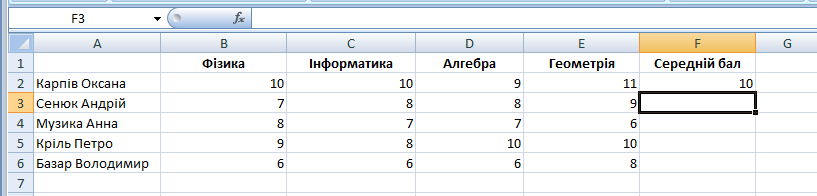 F3 fx
A B C D E F G
1 Фізика Інформатика Алгебра Геометрія Середній бал
2 Карпів Оксана 10 10 9 11 10
3 Сенюк Андрій 7 8 8 9
4 Музика Анна 8 7 7 6
5 Кріль Петро 9 8 10 10
6 Базар Володимир 6 6 6 8
7